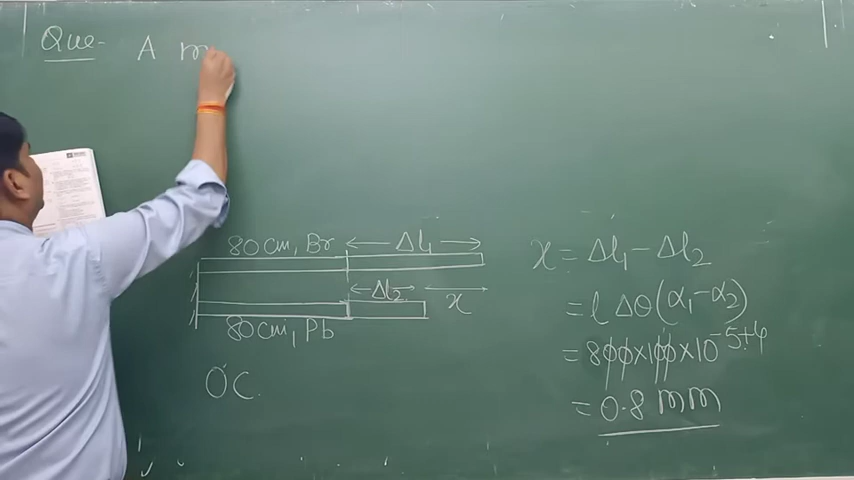 Que- A m
80 cm, Br Δl₁
Δl₂
x
80 cm, Pb
0°C.
x = Δl₁ - Δl₂
= l Δθ (α₁ - α₂)
= 800 × 100 × 10⁻⁵⁺⁴
= 0.8 mm